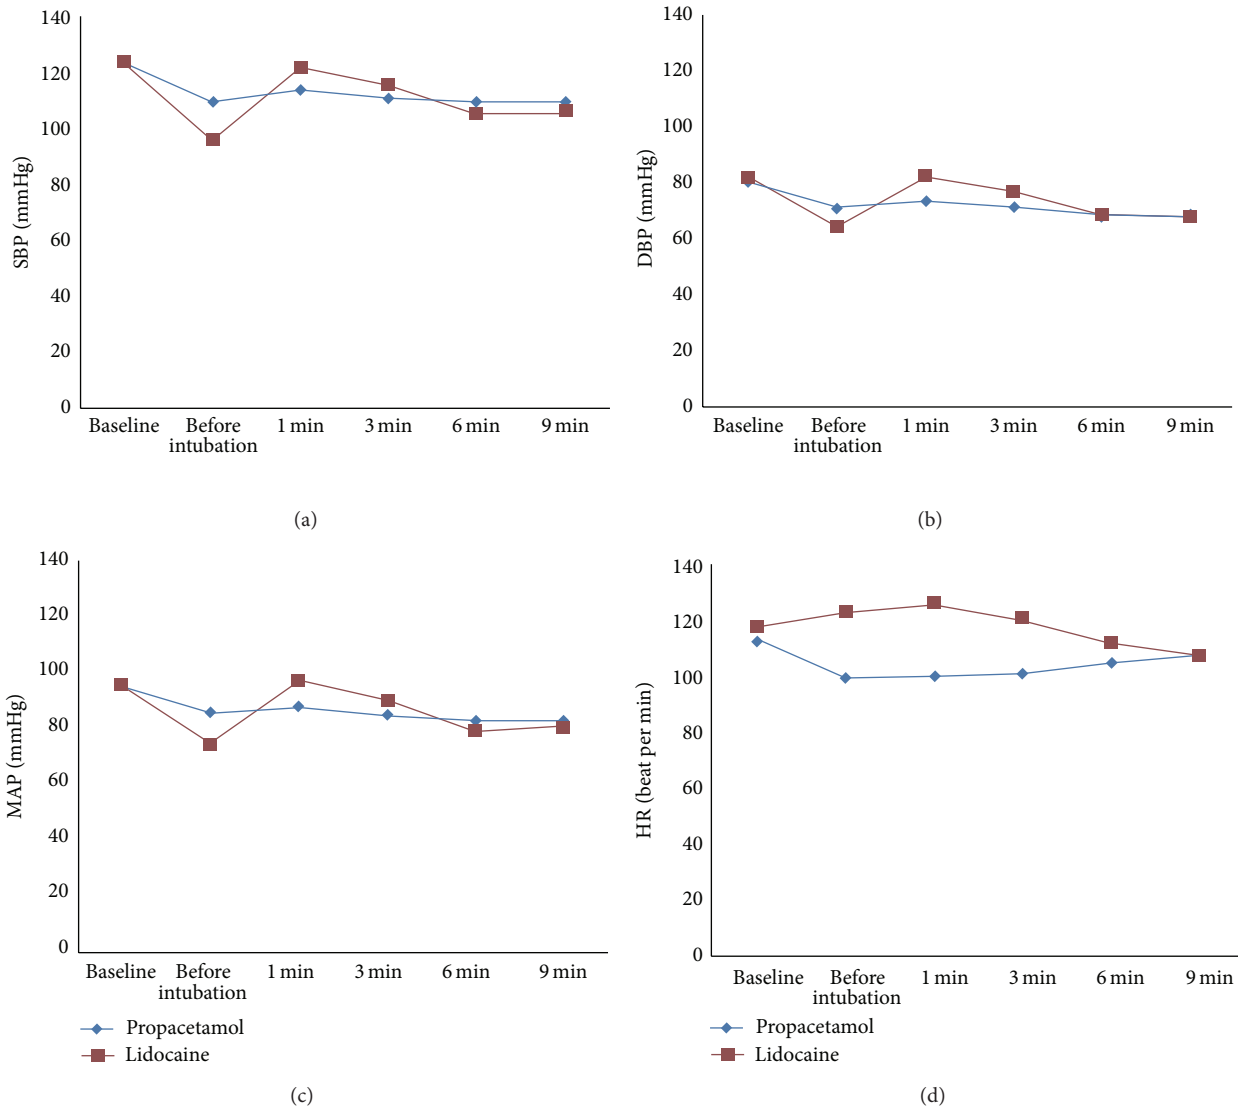 140
120
100
80
60
40
20
0
SBP (mmHg)
Baseline Before intubation 1 min 3 min 6 min 9 min
(a)
140
120
100
80
60
40
20
0
DBP (mmHg)
Baseline Before intubation 1 min 3 min 6 min 9 min
(b)
140
120
100
80
60
40
20
0
MAP (mmHg)
Baseline Before intubation 1 min 3 min 6 min 9 min
Propacetamol
Lidocaine
(c)
140
120
100
80
60
40
20
0
HR (beat per min)
Baseline Before intubation 1 min 3 min 6 min 9 min
Propacetamol
Lidocaine
(d)